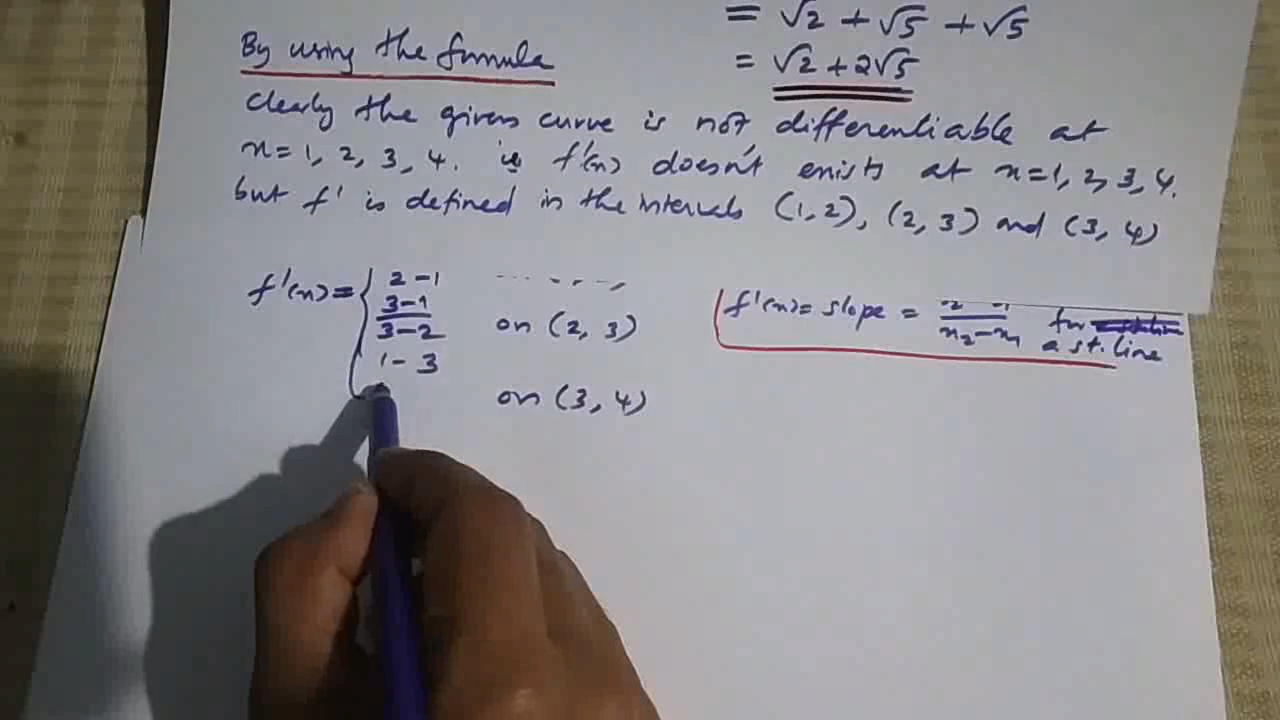 = √2 + √5 + √5
By using the formula
= √2 + 2√5
Clearly the given curve is not differentiable at
x = 1, 2, 3, 4. ie f'(x) doesn't exists at x = 1, 2, 3, 4.
but f' is defined in the intervals (1, 2), (2, 3) and (3, 4)
f'(x) = { 2 - 1
3 - 1
3 - 2 on (2, 3)
1 - 3
on (3, 4)
f'(x) = slope = x2 - x1 for
a st. line